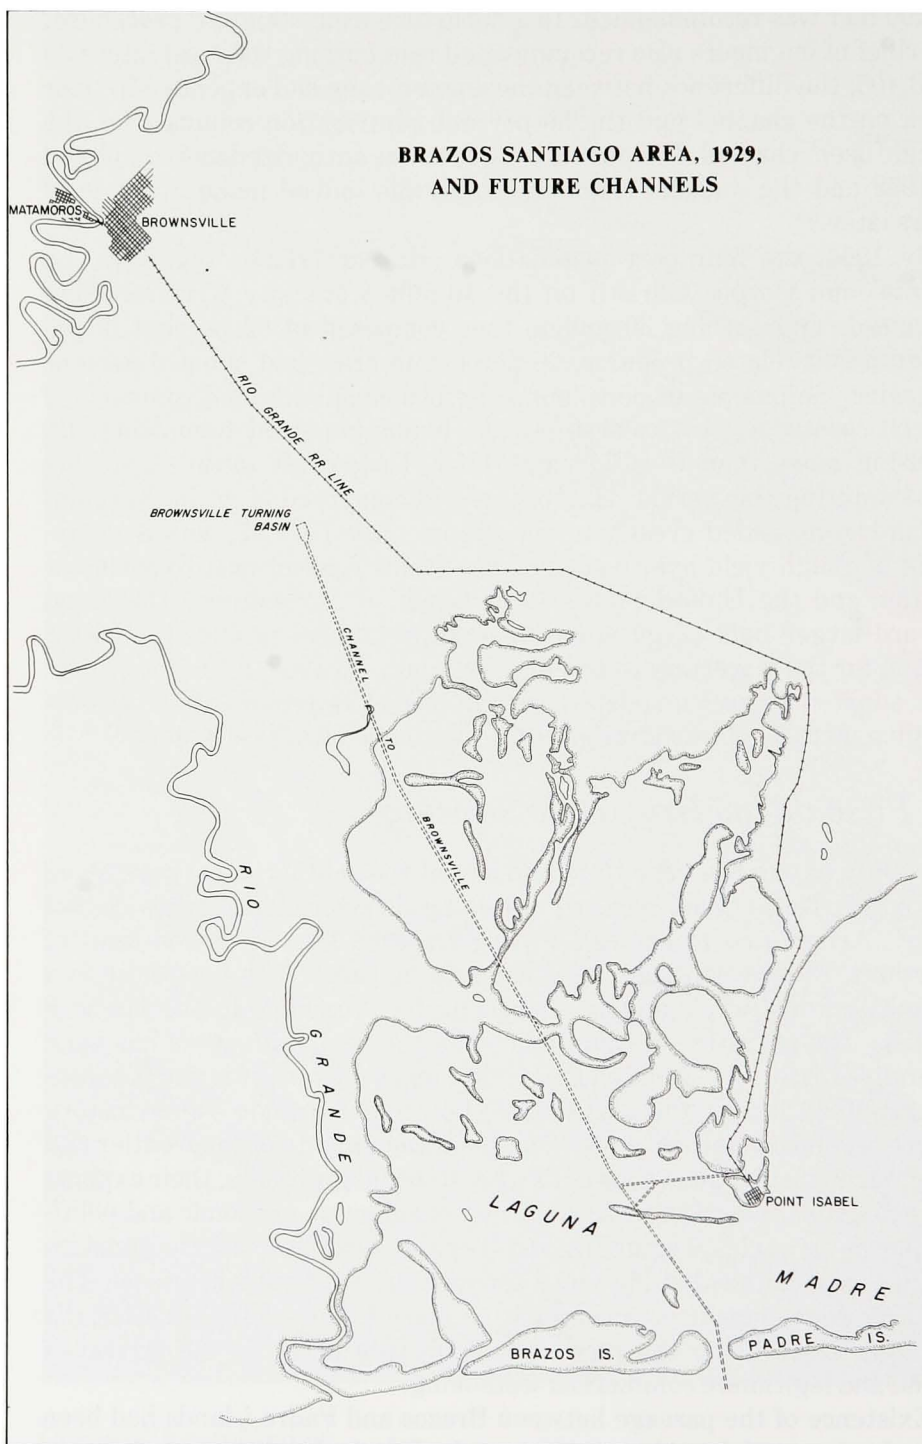 BRAZOS SANTIAGO AREA, 1929,
AND FUTURE CHANNELS
MATAMOROS
BROWNSVILLE
RIO GRANDE RR LINE
BROWNSVILLE TURNING
BASIN
CHANNEL TO BROWNSVILLE
RIO GRANDE
POINT ISABEL
LAGUNA MADRE
BRAZOS IS.
PADRE IS.